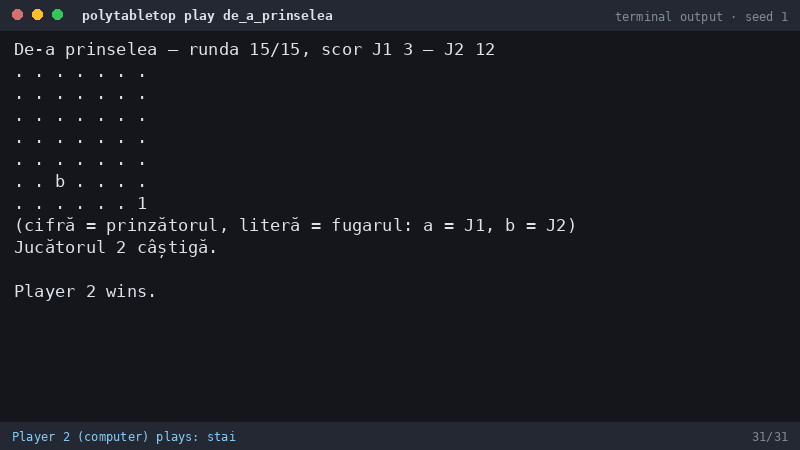 polytabletop play de_a_prinselea
terminal output · seed 1
De-a prinselea — runda 15/15, scor J1 3 — J2 12
. . . . . . .
. . . . . . .
. . . . . . .
. . . . . . .
. . . . . . .
. . b . . . .
. . . . . . 1
(cifră = prinzătorul, literă = fugarul: a = J1, b = J2)
Jucătorul 2 câștigă.
Player 2 wins.
Player 2 (computer) plays: stai
31/31